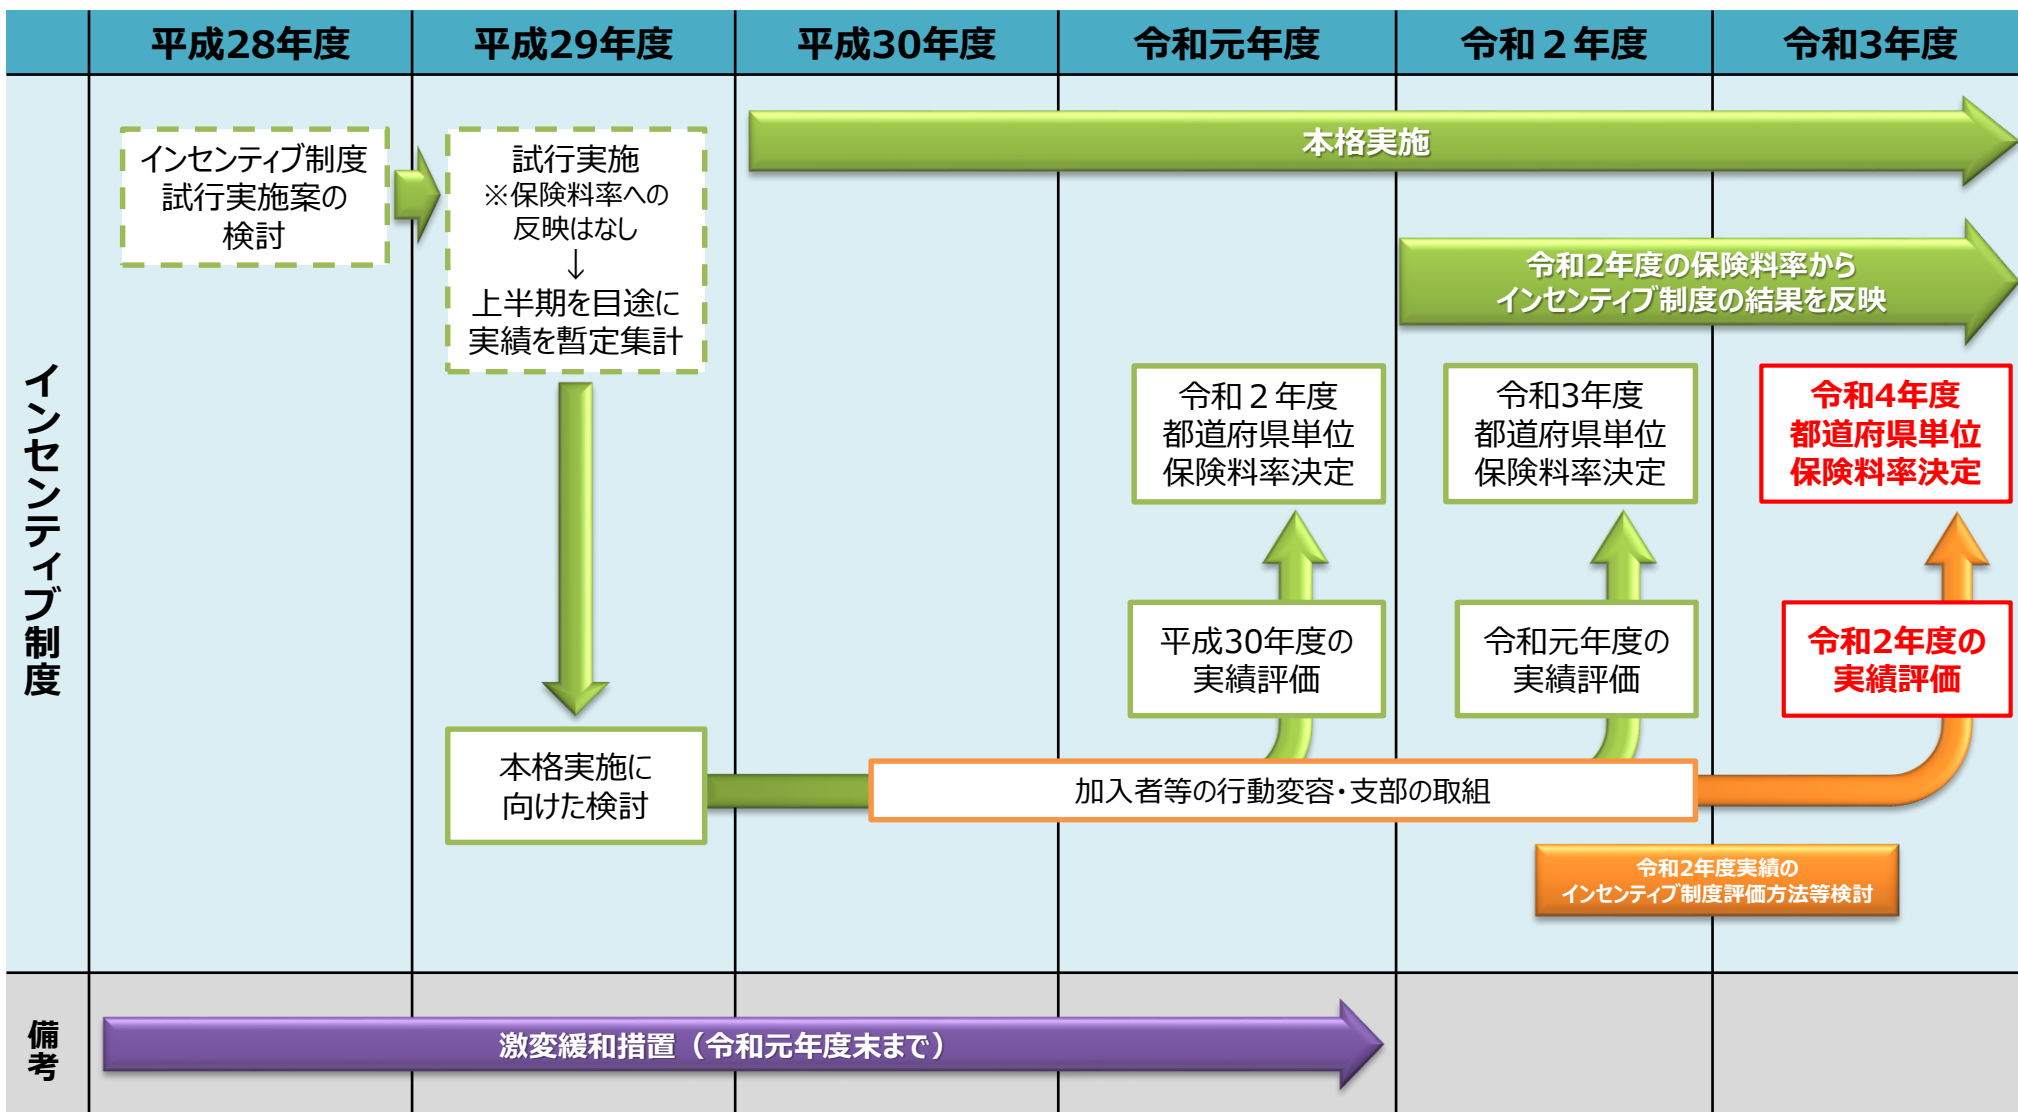 平成28年度
平成29年度
平成30年度
令和元年度
令和２年度
令和3年度
インセンティブ制度
インセンティブ制度
試行実施案の
検討
試行実施
※保険料率への
反映はなし
↓
上半期を目途に
実績を暫定集計
本格実施
令和2年度の保険料率から
インセンティブ制度の結果を反映
令和２年度
都道府県単位
保険料率決定
令和3年度
都道府県単位
保険料率決定
令和4年度
都道府県単位
保険料率決定
平成30年度の
実績評価
令和元年度の
実績評価
令和2年度の
実績評価
本格実施に
向けた検討
加入者等の行動変容・支部の取組
令和2年度実績の
インセンティブ制度評価方法等検討
備考
激変緩和措置（令和元年度末まで）